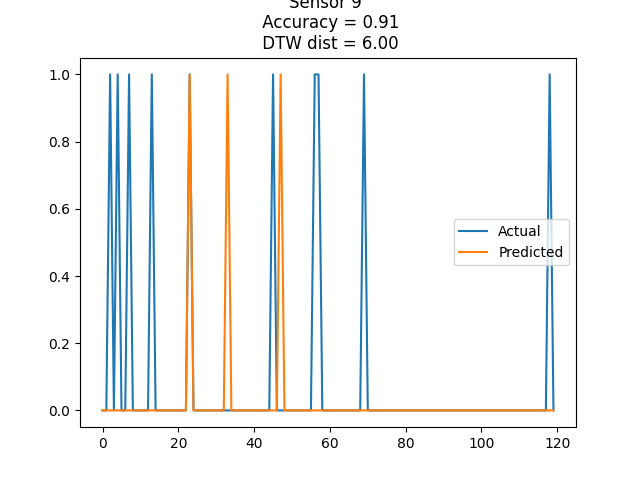 Sensor 9
Accuracy = 0.91
DTW dist = 6.00
1.0
0.8
0.6
0.4
0.2
0.0
Actual
Predicted
0 20 40 60 80 100 120